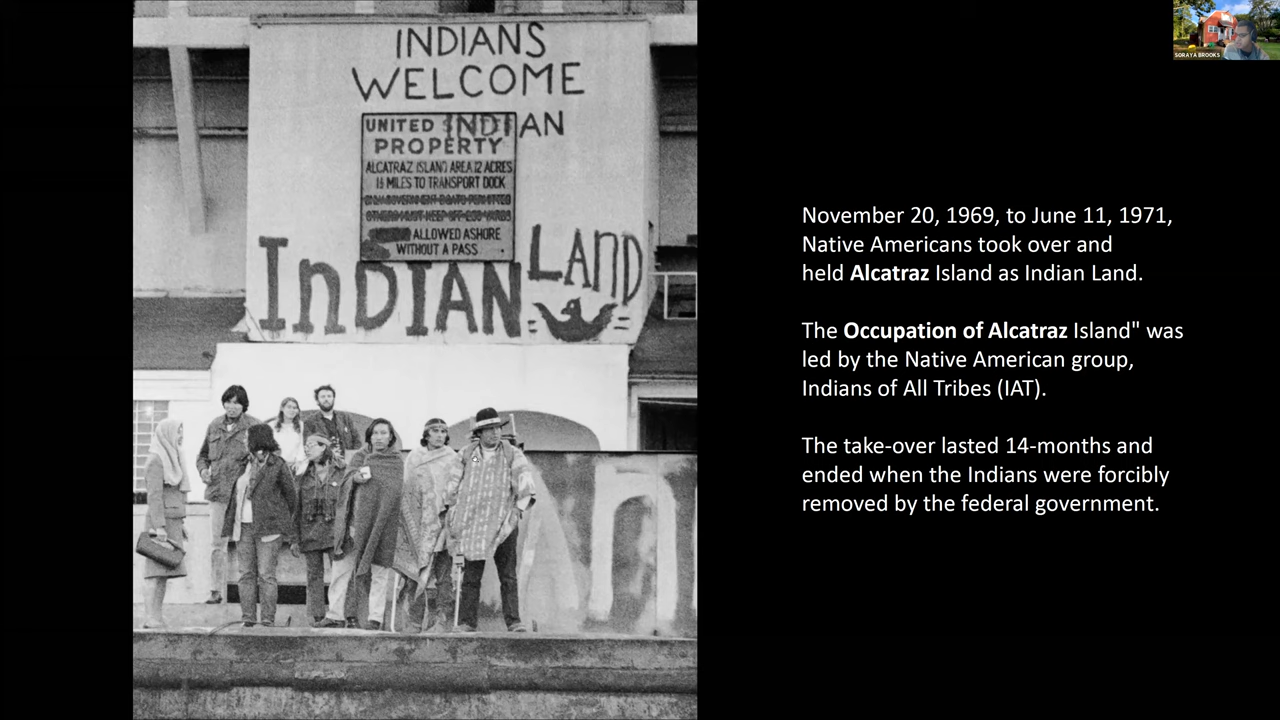 INDIANS
WELCOME
UNITED INDIAN
PROPERTY
ALCATRAZ ISLAND AREA 12 ACRES
1½ MILES TO TRANSPORT DOCK
ALLOWED ASHORE
WITHOUT A PASS
INDIAN LAND
November 20, 1969, to June 11, 1971,
Native Americans took over and
held Alcatraz Island as Indian Land.
The Occupation of Alcatraz Island" was
led by the Native American group,
Indians of All Tribes (IAT).
The take-over lasted 14-months and
ended when the Indians were forcibly
removed by the federal government.
SORAYA BROOKS